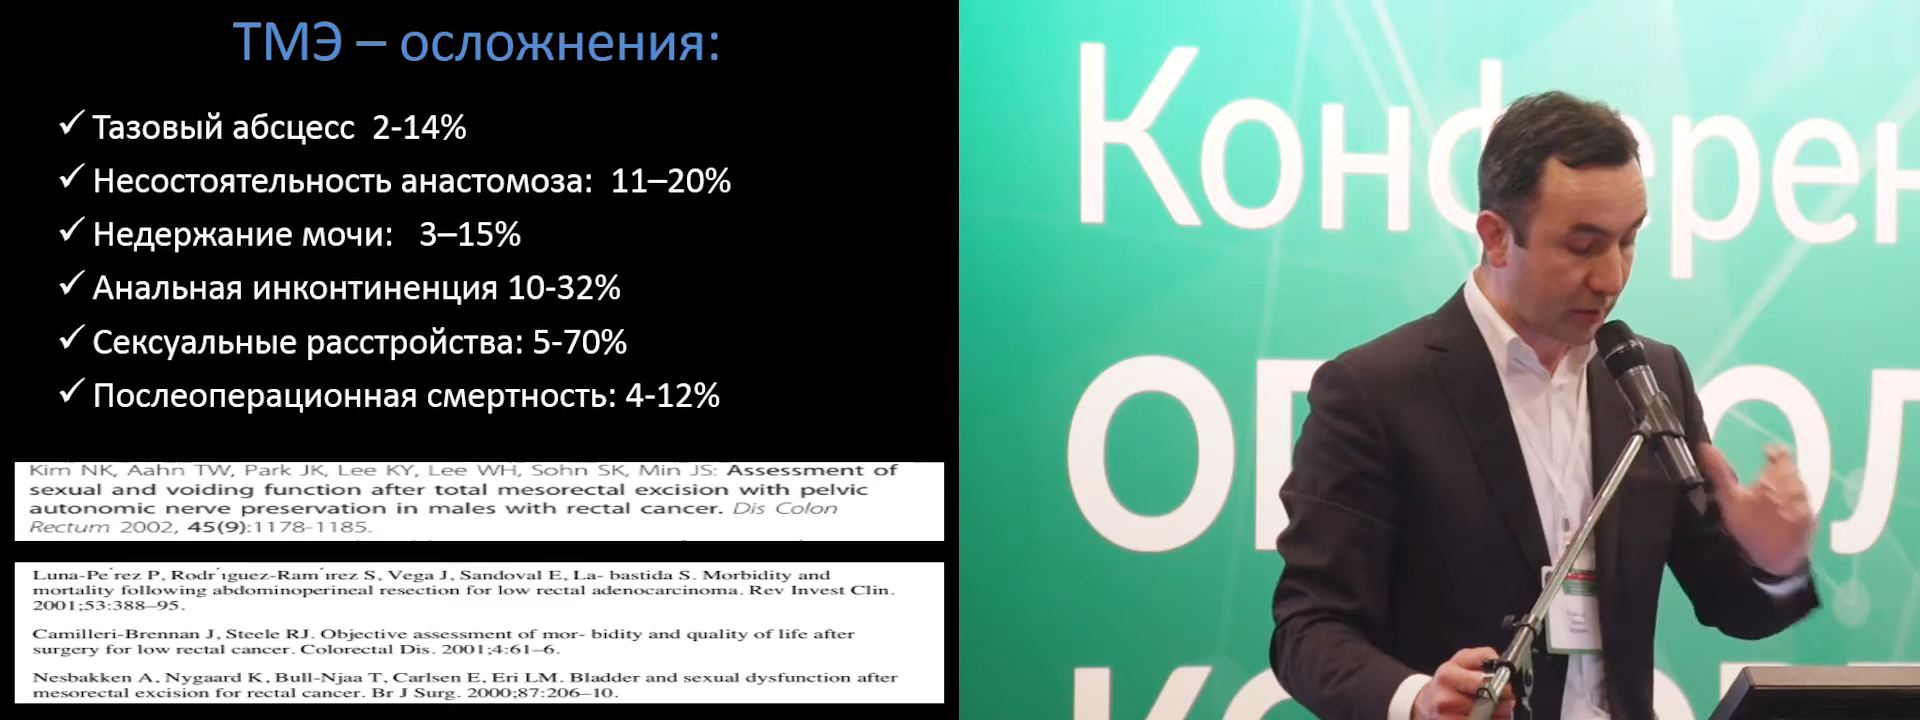 ТМЭ – осложнения:
✓ Тазовый абсцесс 2-14%
✓ Несостоятельность анастомоза: 11–20%
✓ Недержание мочи: 3–15%
✓ Анальная инконтиненция 10-32%
✓ Сексуальные расстройства: 5-70%
✓ Послеоперационная смертность: 4-12%
Kim NK, Aahn TW, Park JK, Lee KY, Lee WH, Sohn SK, Min JS: Assessment of
sexual and voiding function after total mesorectal excision with pelvic
autonomic nerve preservation in males with rectal cancer. Dis Colon
Rectum 2002, 45(9):1178-1185.
Luna-Pe´rez P, Rodr´ıguez-Ram´ırez S, Vega J, Sandoval E, La- bastida S. Morbidity and
mortality following abdominoperineal resection for low rectal adenocarcinoma. Rev Invest Clin.
2001;53:388–95.
Camilleri-Brennan J, Steele RJ. Objective assessment of mor- bidity and quality of life after
surgery for low rectal cancer. Colorectal Dis. 2001;4:61–6.
Nesbakken A, Nygaard K, Bull-Njaa T, Carlsen E, Eri LM. Bladder and sexual dysfunction after
mesorectal excision for rectal cancer. Br J Surg. 2000;87:206–10.
Конферен